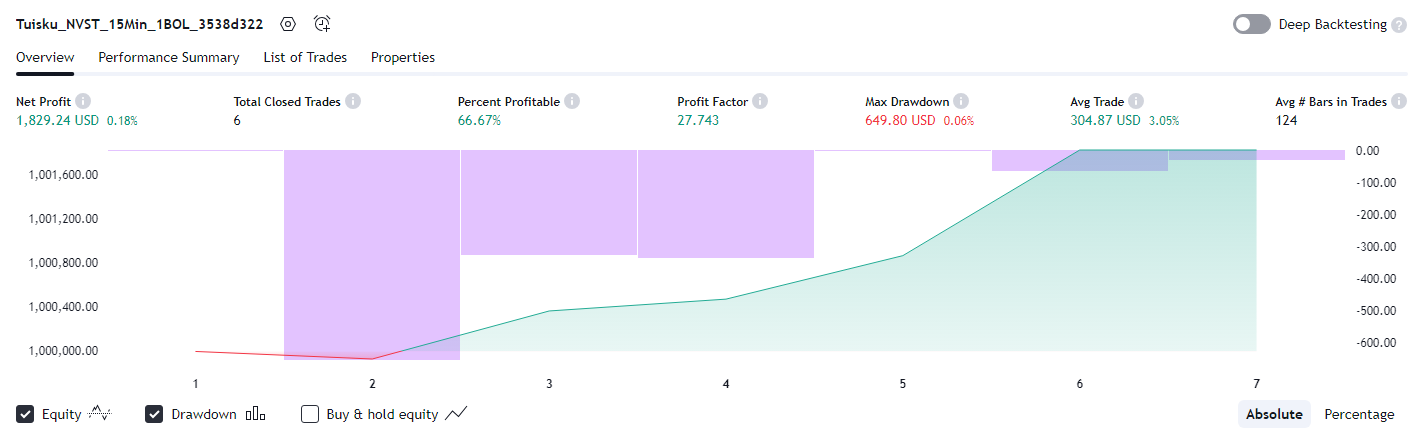 Tuisku_NVST_15Min_1BOL_3538d322
Deep Backtesting
Overview Performance Summary List of Trades Properties
Net Profit Total Closed Trades Percent Profitable Profit Factor Max Drawdown Avg Trade Avg # Bars in Trades
1,829.24 USD 0.18% 6 66.67% 27.743 649.80 USD 0.06% 304.87 USD 3.05% 124
0.00
1,001,600.00
-100.00
1,001,200.00 -200.00
-300.00
1,000,800.00
-400.00
1,000,400.00 -500.00
1,000,000.00 -600.00
1 2 3 4 5 6 7
Equity Drawdown Buy & hold equity Absolute Percentage